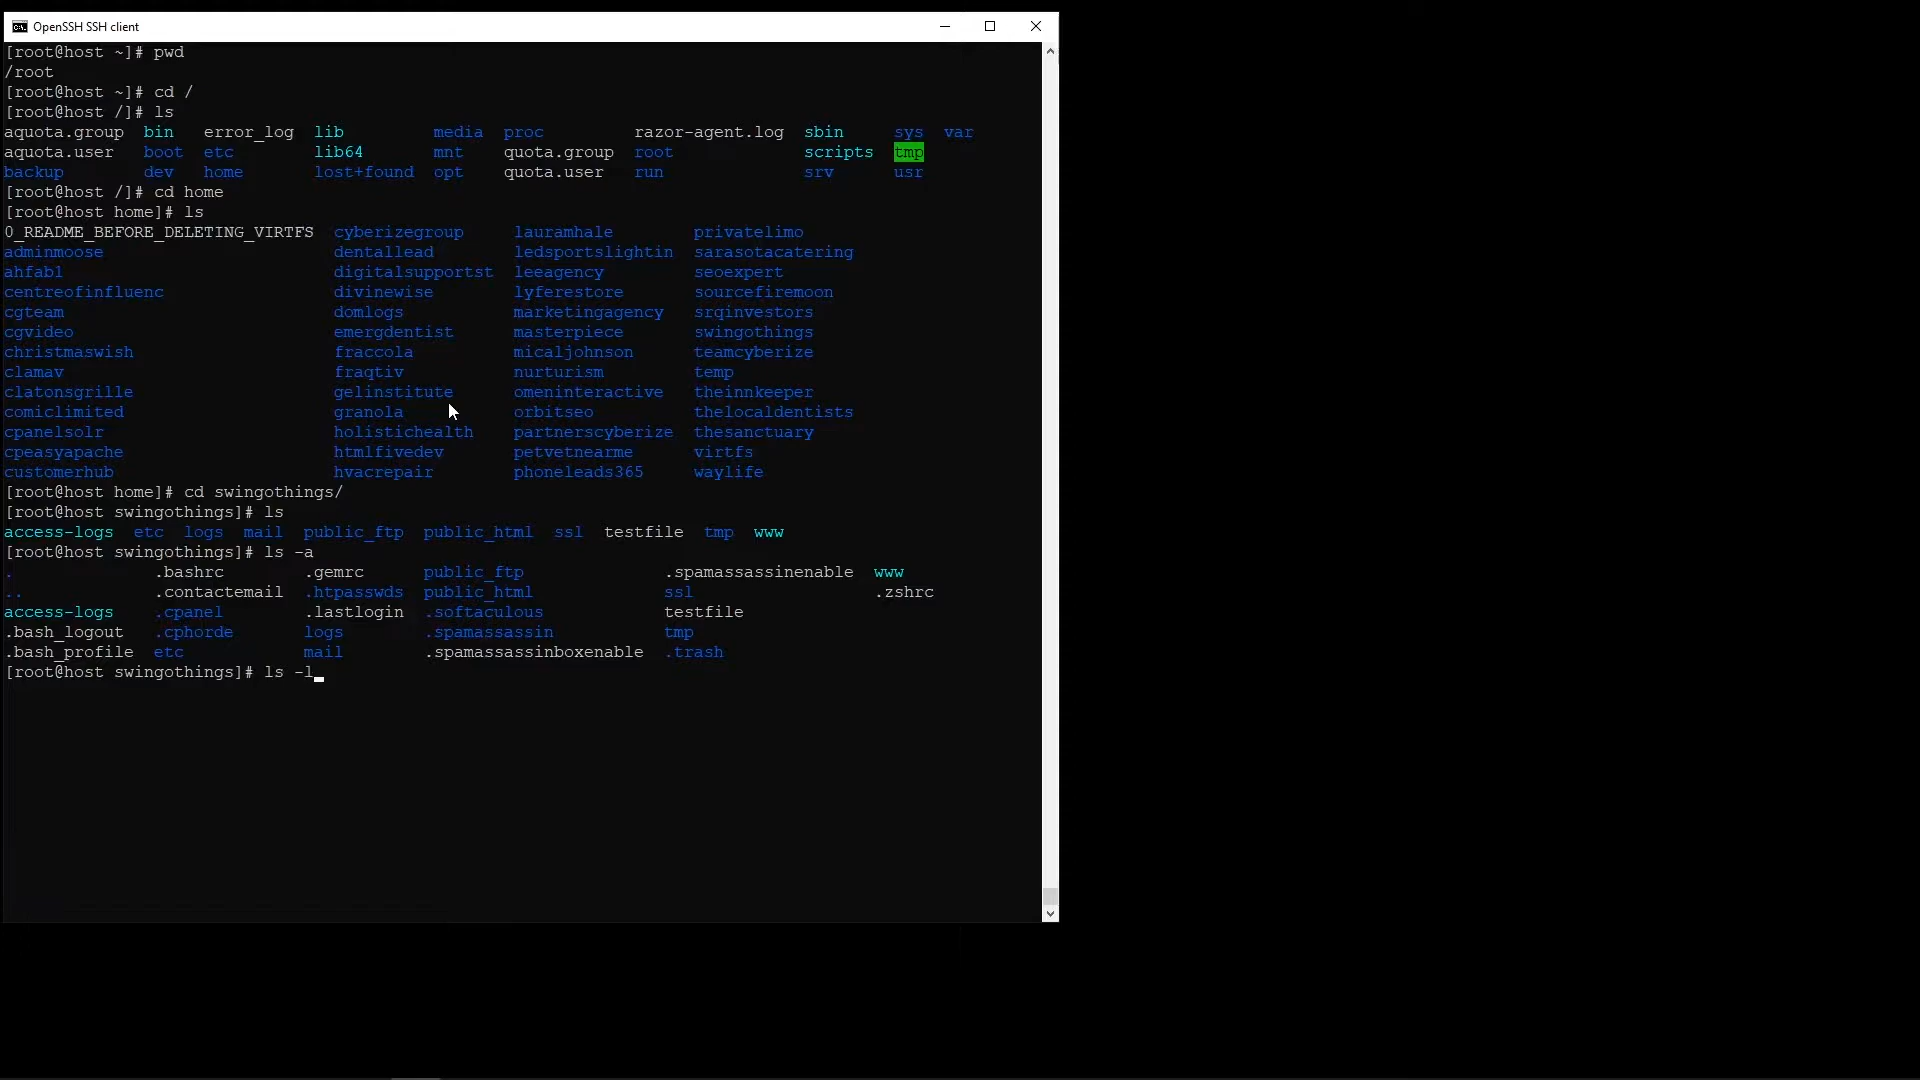 OpenSSH SSH client
[root@host ~]# pwd
/root
[root@host ~]# cd /
[root@host /]# ls
aquota.group  bin   error_log  lib         media  proc        razor-agent.log  sbin     sys  var
aquota.user   boot  etc        lib64       mnt    quota.group  root             scripts  tmp
backup        dev   home       lost+found  opt    quota.user   run              srv      usr
[root@host /]# cd home
[root@host home]# ls
0_README_BEFORE_DELETING_VIRTFS  cyberizegroup     lauramhale        privatelimo
adminmoose                       dentallead        ledsportslightin  sarasotacatering
ahfab1                           digitalsupportst  leeagency         seoexpert
centreofinfluenc                 divinewise        lyferestore       sourcefiremoon
cgteam                           domlogs           marketingagency   srqinvestors
cgvideo                          emergdentist      masterpiece       swingothings
christmaswish                    fraccola          micaljohnson      teamcyberize
clamav                           fraqtiv           nurturism         temp
clatonsgrille                    gelinstitute      omeninteractive   theinnkeeper
comiclimited                     granola           orbitseo          thelocaldentists
cpanelsolr                       holistichealth    partnerscyberize  thesanctuary
cpeasyapache                     htmlfivedev       petvetnearme      virtfs
customerhub                      hvacrepair        phoneleads365     waylife
[root@host home]# cd swingothings/
[root@host swingothings]# ls
access-logs  etc  logs  mail  public_ftp  public_html  ssl  testfile  tmp  www
[root@host swingothings]# ls -a
.              .bashrc        .gemrc      public_ftp              .spamassassinenable  www
..             .contactemail  .htpasswds  public_html             ssl                  .zshrc
access-logs    .cpanel        .lastlogin  .softaculous            testfile
.bash_logout   .cphorde       logs        .spamassassin           tmp
.bash_profile  etc            mail        .spamassassinboxenable  .trash
[root@host swingothings]# ls -l